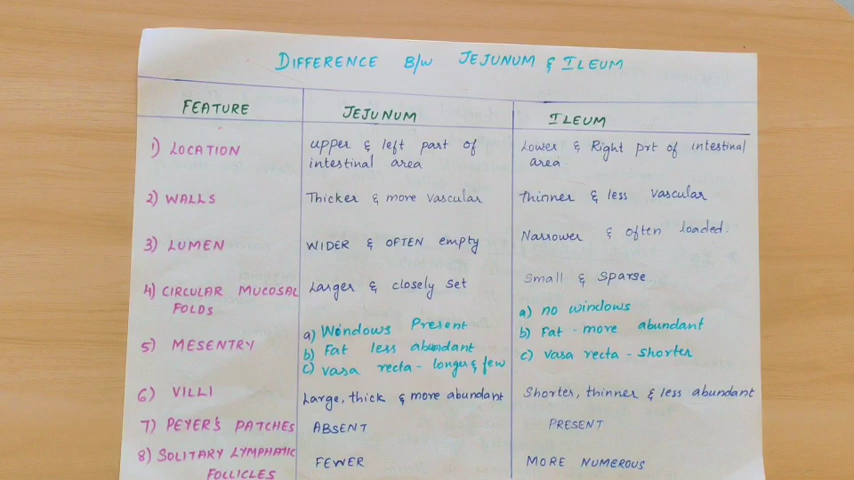 DIFFERENCE B/W JEJUNUM & ILEUM
FEATURE JEJUNUM ILEUM
1) LOCATION upper & left part of Lower & Right prt of intestinal
intestinal area area
2) WALLS Thicker & more vascular Thinner & less vascular
3) LUMEN WIDER & OFTEN empty Narrower & often loaded.
4) CIRCULAR MUCOSAL Larger & closely set Small & sparse
FOLDS
5) MESENTRY a) Windows Present a) no windows
b) Fat less abundant b) Fat - more abundant
c) vasa recta - longer & few c) vasa recta - shorter
6) VILLI Large, thick & more abundant Shorter, thinner & less abundant
7) PEYER'S PATCHES ABSENT PRESENT
8) SOLITARY LYMPHATIC FEWER MORE NUMEROUS
FOLLICLES